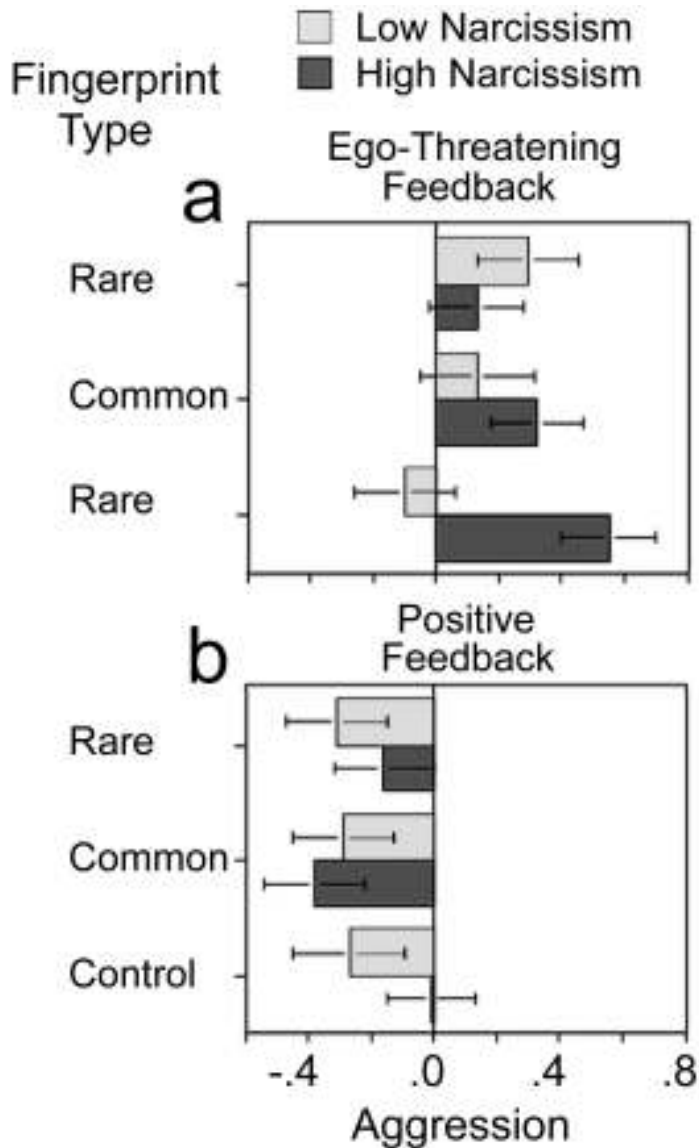 Low Narcissism
High Narcissism
Fingerprint
Type
Ego-Threatening
Feedback
a
Rare
Common
Rare
Positive
Feedback
b
Rare
Common
Control
-.4 .0 .4 .8
Aggression